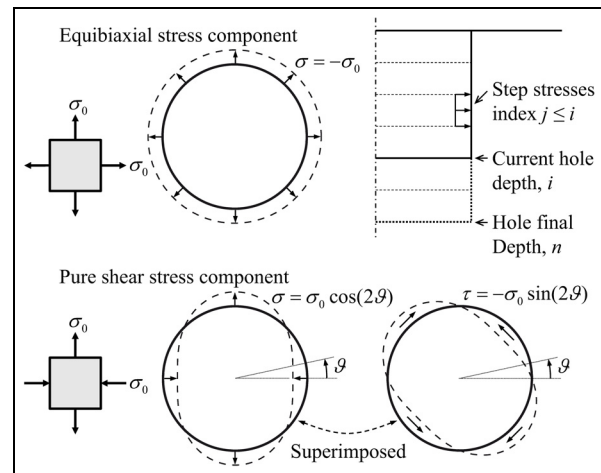 Equibiaxial stress component
σ = −σ₀
σ₀
σ₀
Step stresses
index j ≤ i
Current hole
depth, i
Hole final
Depth, n
Pure shear stress component
σ = σ₀ cos(2ϑ)
τ = −σ₀ sin(2ϑ)
σ₀
σ₀
ϑ
ϑ
Superimposed